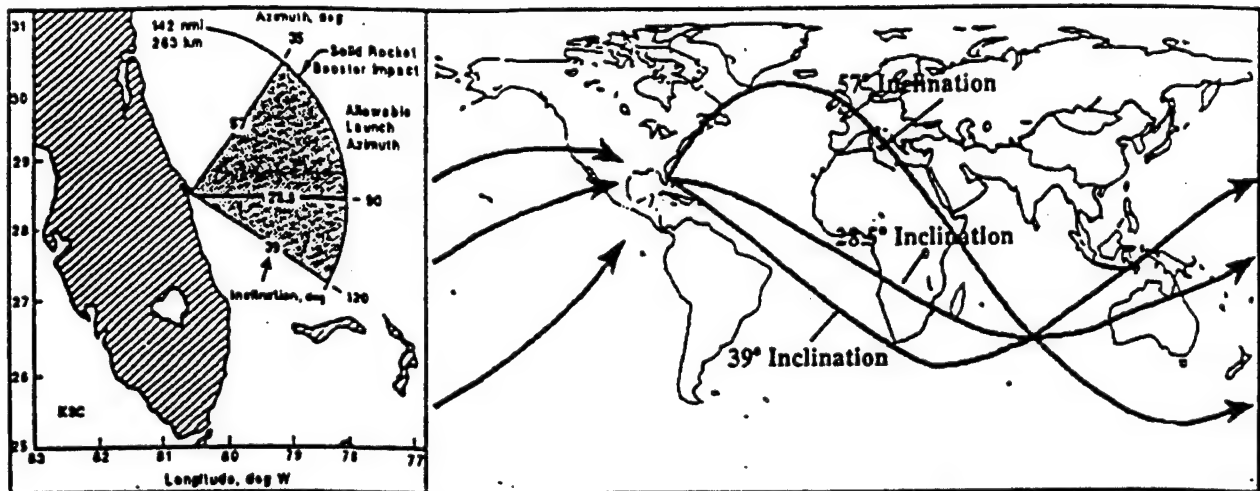 Azimuth, deg
142 nmi
263 km
35
Solid Rocket
Booster Impact
Allowable
Launch
Azimuth
57
28.5
90
39
Inclination, deg
120
KSC
31
30
29
28
27
26
25
83
82
81
80
79
78
77
Longitude, deg W
57° Inclination
28.5° Inclination
39° Inclination